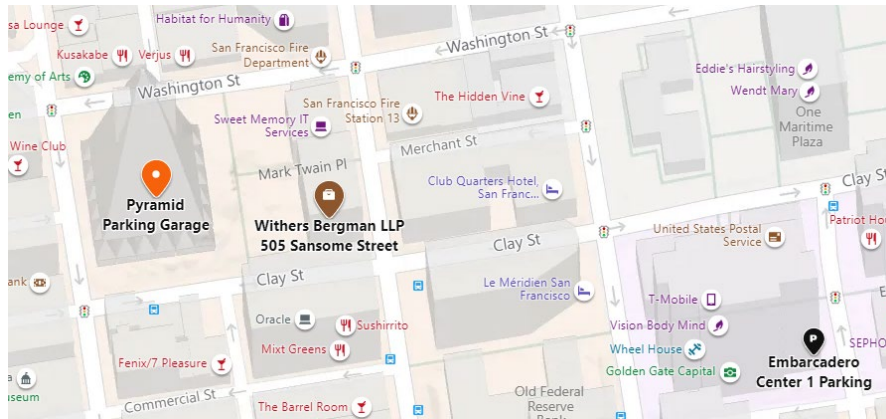 sa Lounge
Habitat for Humanity
Washington St
Kusakabe
Verjus
San Francisco Fire
Department
emy of Arts
Washington St
Eddie's Hairstyling
Wendt Mary
en
Sweet Memory IT
Services
San Francisco Fire
Station 13
The Hidden Vine
One
Maritime
Plaza
Wine Club
Merchant St
Mark Twain Pl
Club Quarters Hotel,
San Franc...
Clay St
Pyramid
Parking Garage
Withers Bergman LLP
505 Sansome Street
Patriot Hou
United States Postal
Service
Clay St
Clay St
ank
Le Méridien San
Francisco
T-Mobile
Oracle
Sushirrito
Vision Body Mind
P
SEPHO
Mixt Greens
Wheel House
Fenix/7 Pleasure
Golden Gate Capital
Embarcadero
Center 1 Parking
a
useum
Commercial St
The Barrel Room
Old Federal
Reserve
Bank